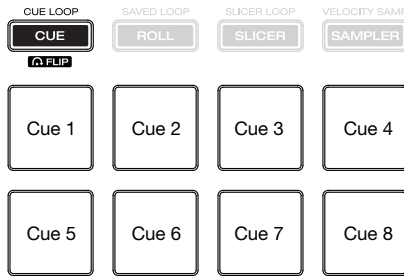 CUE LOOP SAVED LOOP SLICER LOOP VELOCITY SAMP
CUE ROLL SLICER SAMPLER
FLIP
Cue 1 Cue 2 Cue 3 Cue 4
Cue 5 Cue 6 Cue 7 Cue 8